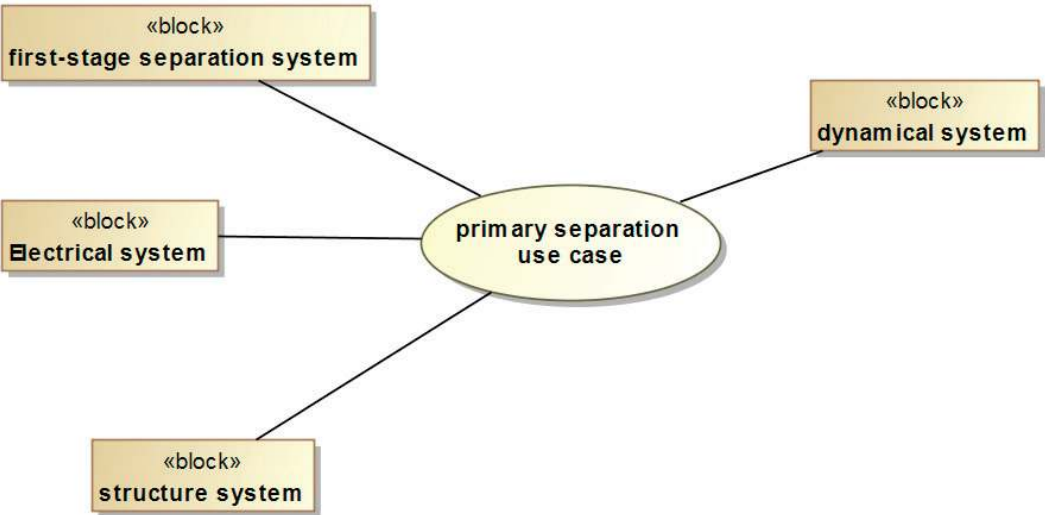 «block»
first-stage separation system
«block»
dynamical system
«block»
Electrical system
primary separation
use case
«block»
structure system